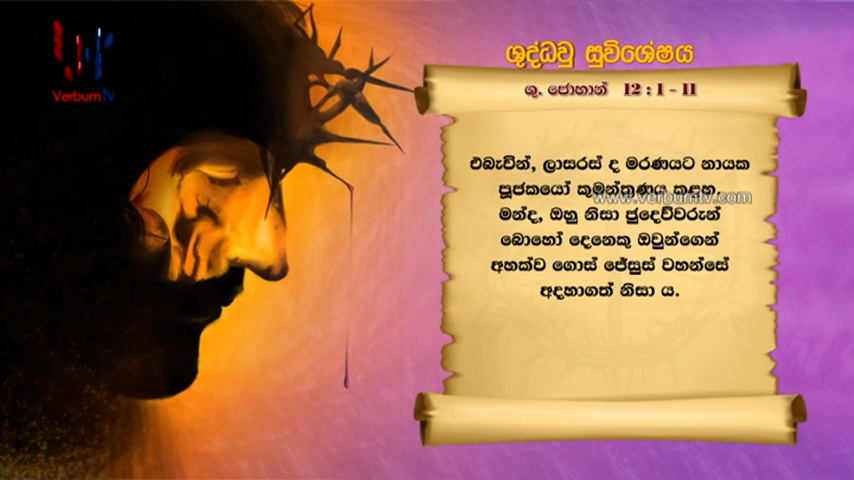 VerbumTV
ශුද්ධවූ සුවිශේෂය
ශු. ජොහාන් 12 : 1 - 11
එබැවින්, ලාසරස් ද මරණයට නායක
පූජකයෝ කුමන්ත්‍රණය කළහ.
www.verbumtv.com
මන්ද, ඔහු නිසා ජුදෙව්වරුන්
බොහෝ දෙනෙකු ඔවුන්ගෙන්
අහක්ව ගොස් ජේසුස් වහන්සේ
අදහාගත් නිසා ය.